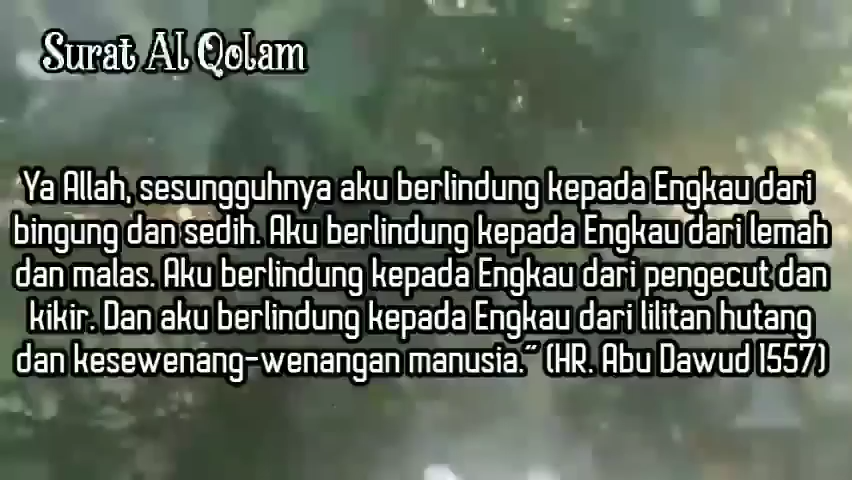 Surat Al Qolam
Ya Allah, sesungguhnya aku berlindung kepada Engkau dari
bingung dan sedih. Aku berlindung kepada Engkau dari lemah
dan malas. Aku berlindung kepada Engkau dari pengecut dan
kikir. Dan aku berlindung kepada Engkau dari lilitan hutang
dan kesewenang-wenangan manusia.” (HR. Abu Dawud 1557)